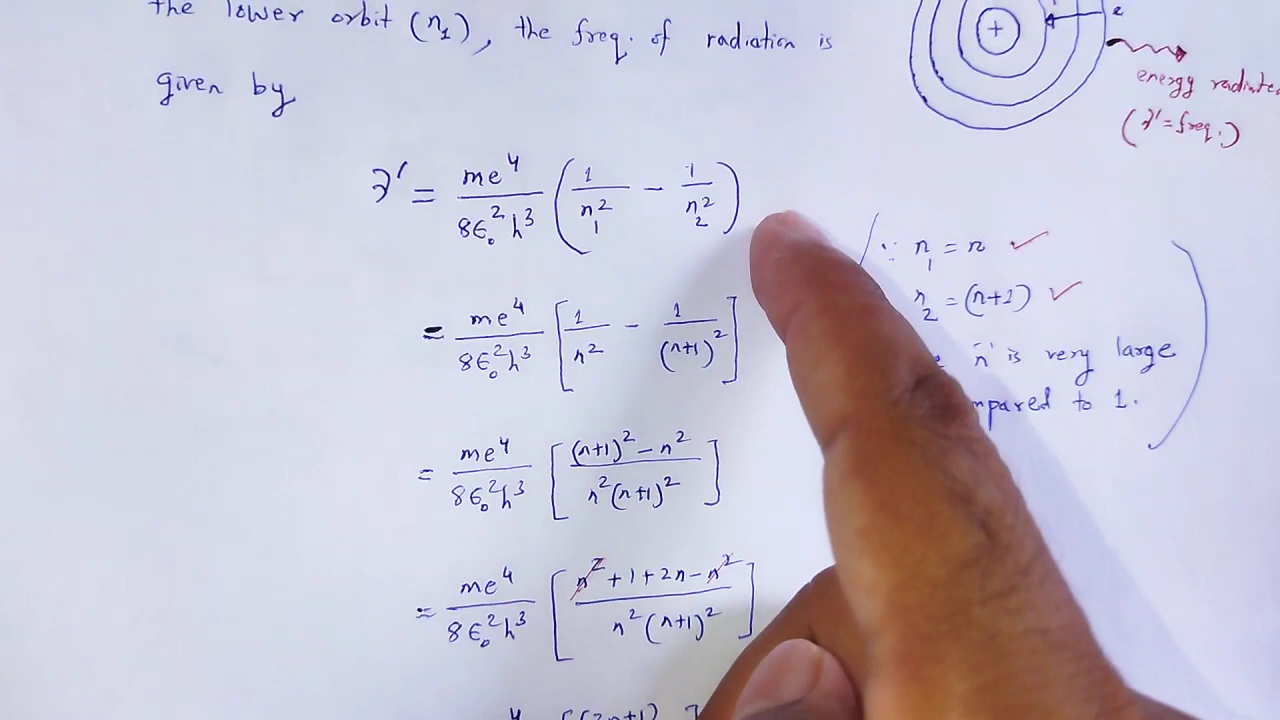 the lower orbit (n₁), the freq. of radiation is
given by
e
energy radiated
(ν'=freq.)
ν' = me⁴/8ϵ₀²h³ (1/n₁² − 1/n₂²)
∵ n₁ = n ✓
n₂ = (n+1) ✓
n is very large
to 1.
= me⁴/8ϵ₀²h³ [1/n² − 1/(n+1)²]
= me⁴/8ϵ₀²h³ [(n+1)² − n²/n²(n+1)²]
= me⁴/8ϵ₀²h³ [n² + 1 + 2n − n²/n²(n+1)²]
(2n+1)